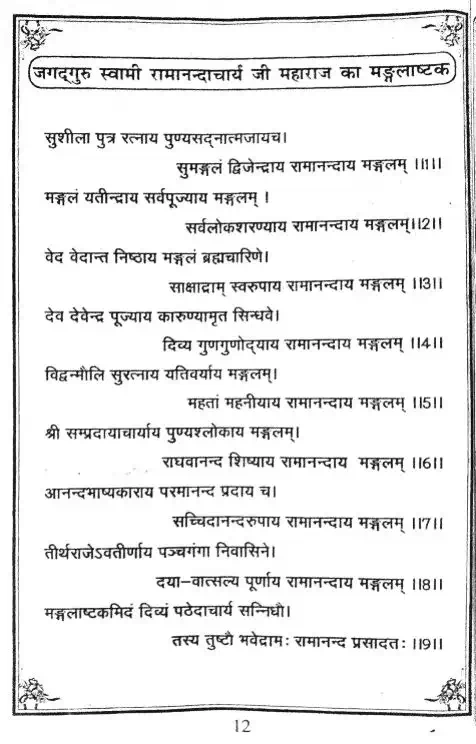 जगद्गुरु स्वामी रामानन्दाचार्य जी महाराज का मङ्गलाष्टक
सुशीला पुत्र रत्नाय पुण्यसद्नात्मजायच।
सुमङ्गलं द्विजेन्द्राय रामानन्दाय मङ्गलम् ।।1।।
मङ्गलं यतीन्द्राय सर्वपूज्याय मङ्गलम् ।
सर्वलोकशरण्याय रामानन्दाय मङ्गलम्।।2।।
वेद वेदान्त निष्ठाय मङ्गलं ब्रह्मचारिणे।
साक्षाद्राम् स्वरुपाय रामानन्दाय मङ्गलम् ।।3।।
देव देवेन्द्र पूज्याय कारुण्यामृत सिन्धवे।
दिव्य गुणगुणोद्याय रामानन्दाय मङ्गलम् ।।4।।
विद्वन्मौलि सुरत्नाय यतिवर्याय मङ्गलम्।
महतां महनीयाय रामानन्दाय मङ्गलम् ।।5।।
श्री सम्प्रदायाचार्याय पुण्यश्लोकाय मङ्गलम्।
राघवानन्द शिष्याय रामानन्दाय मङ्गलम् ।।6।।
आनन्दभाष्यकाराय परमानन्द प्रदाय च।
सच्चिदानन्दरुपाय रामानन्दाय मङ्गलम् ।।7।।
तीर्थराजेऽवतीर्णाय पञ्चगंगा निवासिने।
दया-वात्सल्य पूर्णाय रामानन्दाय मङ्गलम् ।।8।।
मङ्गलाष्टकमिदं दिव्यं पठेदाचार्य सन्निधौ।
तस्य तुष्टौ भवेद्रामः रामानन्द प्रसादतः ।।9।।
12